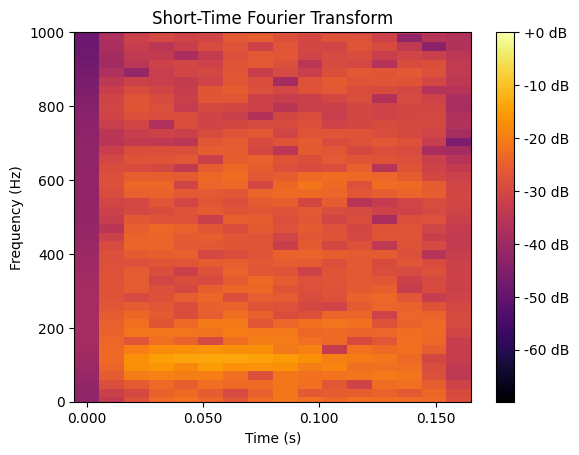 Short-Time Fourier Transform
1000
800
600
400
200
0
Frequency (Hz)
0.000
0.050
0.100
0.150
Time (s)
+0 dB
-10 dB
-20 dB
-30 dB
-40 dB
-50 dB
-60 dB